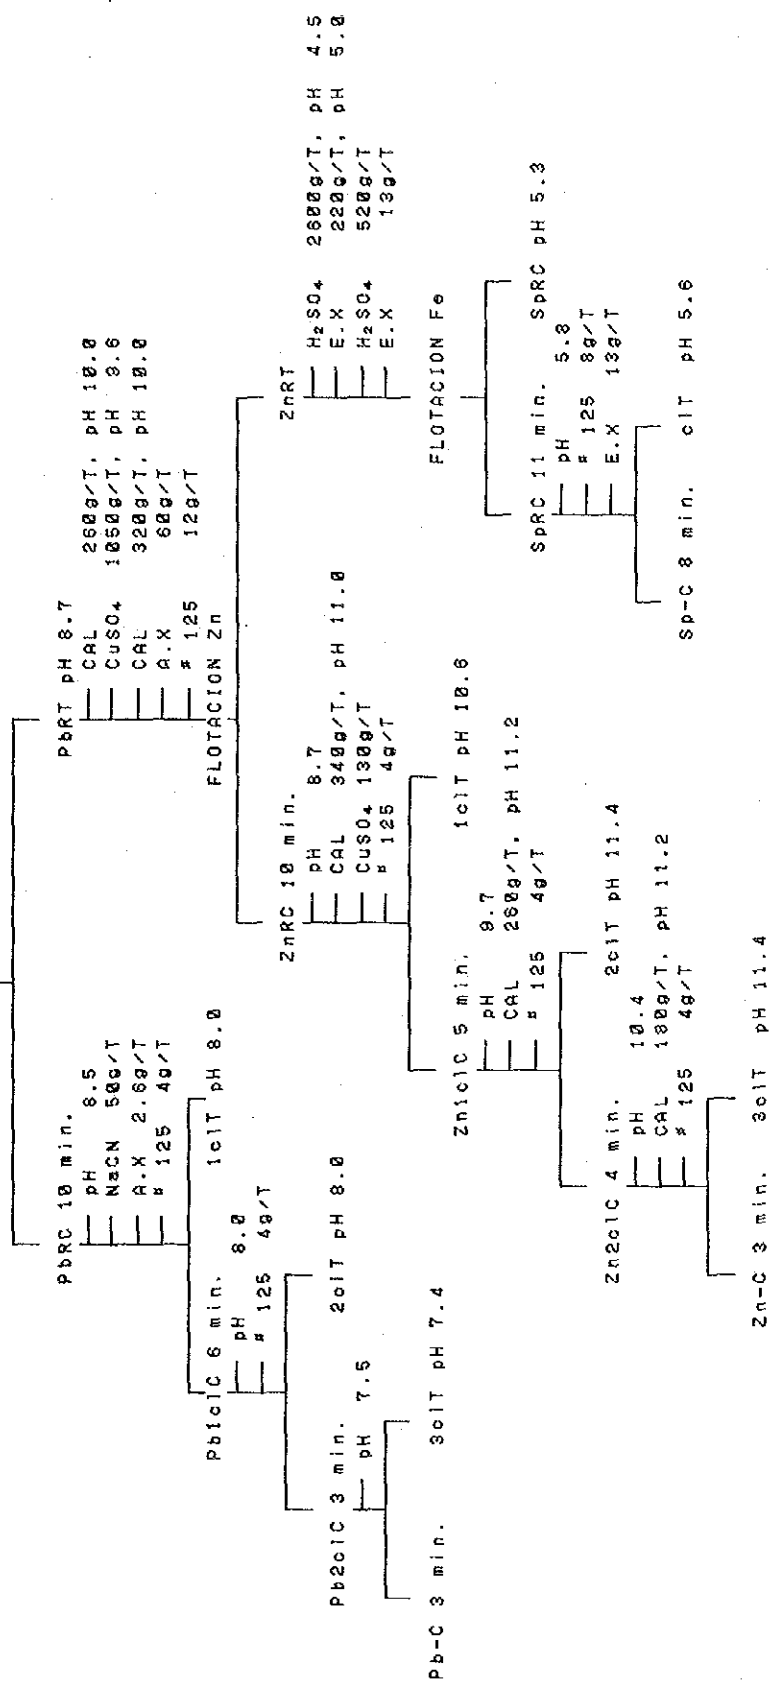 PbRC 10 min.
pH 8.5
NaCN 50g/T
A.X 2.6g/T
# 125 4g/T
Pb1clC 6 min.
1clT pH 8.0
pH 8.0
# 125 4g/T
Pb2clC 3 min.
2clT pH 8.0
pH 7.5
Pb-C 3 min.
3clT pH 7.4
PbRT pH 8.7
CAL 260g/T, pH 10.0
CuSO₄ 1050g/T, pH 3.6
CAL 320g/T, pH 10.0
A.X 60g/T
# 125 12g/T
FLOTACION Zn
ZnRC 10 min.
pH 8.7
CAL 340g/T, pH 11.0
CuSO₄ 130g/T
# 125 4g/T
Zn1clC 5 min.
1clT pH 10.6
pH 9.7
CAL 260g/T, pH 11.2
# 125 4g/T
Zn2clC 4 min.
2clT pH 11.4
pH 10.4
CAL 180g/T, pH 11.2
# 125 4g/T
Zn-C 3 min.
3clT pH 11.4
ZnRT
H₂SO₄ 2600g/T, pH 4.5
E.X 220g/T, pH 5.0
H₂SO₄ 520g/T
E.X 13g/T
FLOTACION Fe
SpRC 11 min.
SpRC pH 5.3
pH 5.8
# 125 8g/T
E.X 13g/T
Sp-C 8 min.
clT pH 5.6